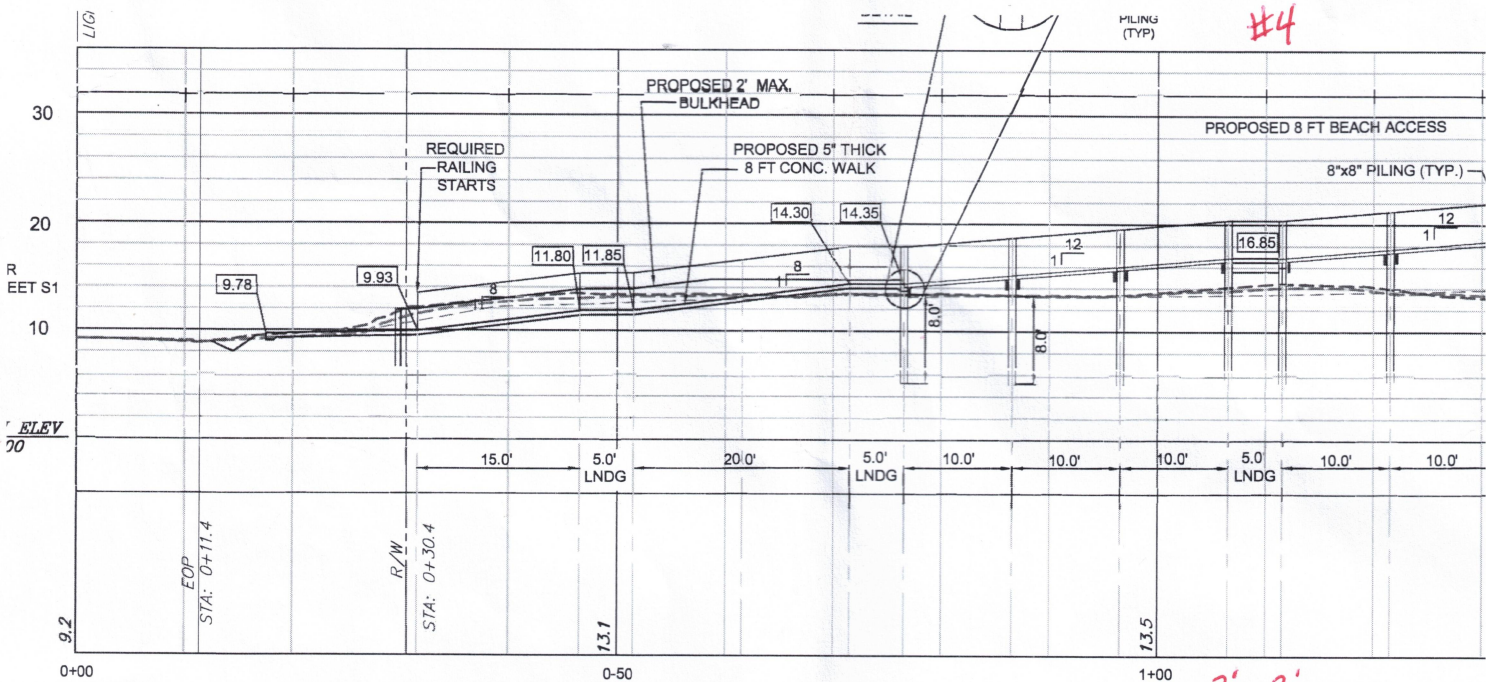 LIG
PILING
(TYP)
#4
PROPOSED 2' MAX.
BULKHEAD
30
PROPOSED 8 FT BEACH ACCESS
REQUIRED
RAILING
STARTS
PROPOSED 5" THICK
8 FT CONC. WALK
8"x8" PILING (TYP.)
20
14.30
14.35
12
1
16.85
12
1
11.80
11.85
R
EET S1
9.78
9.93
8
8
1
10
8.0'
8.0'
ELEV
00
15.0'
5.0'
LNDG
20.0'
5.0'
LNDG
10.0'
10.0'
10.0'
5.0'
LNDG
10.0'
10.0'
EOP
STA: 0+11.4
R/W
STA: 0+30.4
9.2
13.1
13.5
0+00
0-50
1+00